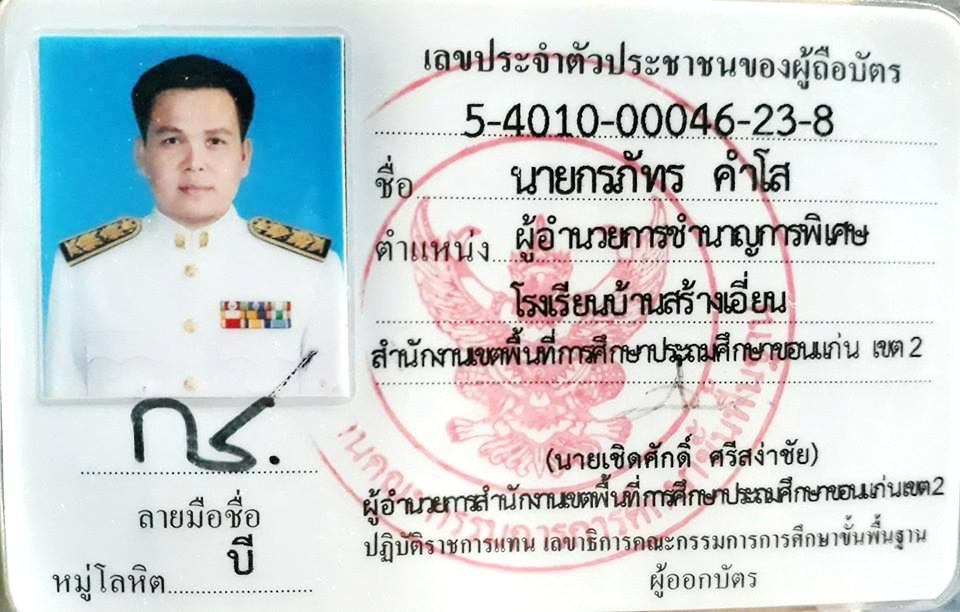 เลขประจำตัวประชาชนของผู้ถือบัตร
5-4010-00046-23-8
ชื่อ นายกรภัทร คำโส
ตำแหน่ง ผู้อำนวยการชำนาญการพิเศษ
โรงเรียนบ้านสร้างเอี่ยน
สำนักงานเขตพื้นที่การศึกษาประถมศึกษาขอนแก่น เขต 2
(นายเชิดศักดิ์ ศรีสง่าชัย)
ผู้อำนวยการสำนักงานเขตพื้นที่การศึกษาประถมศึกษาขอนแก่นเขต2
ปฏิบัติราชการแทน เลขาธิการคณะกรรมการการศึกษาขั้นพื้นฐาน
ผู้ออกบัตร
ลายมือชื่อ
หมู่โลหิต บี